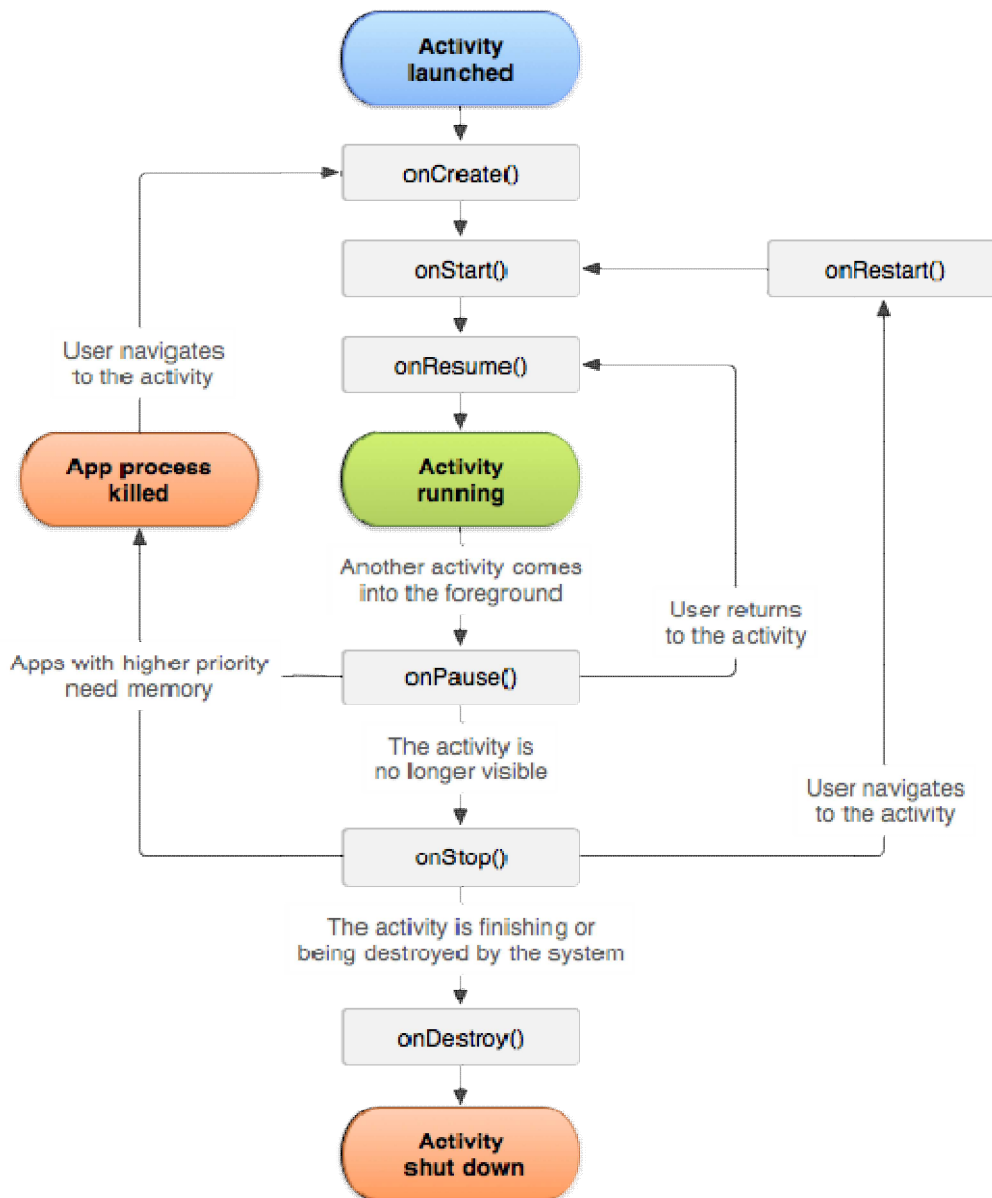 Activity
launched
onCreate()
onStart()
onRestart()
User navigates
to the activity
onResume()
App process
killed
Activity
running
Another activity comes
into the foreground
User returns
to the activity
Apps with higher priority
need memory
onPause()
The activity is
no longer visible
User navigates
to the activity
onStop()
The activity is finishing or
being destroyed by the system
onDestroy()
Activity
shut down